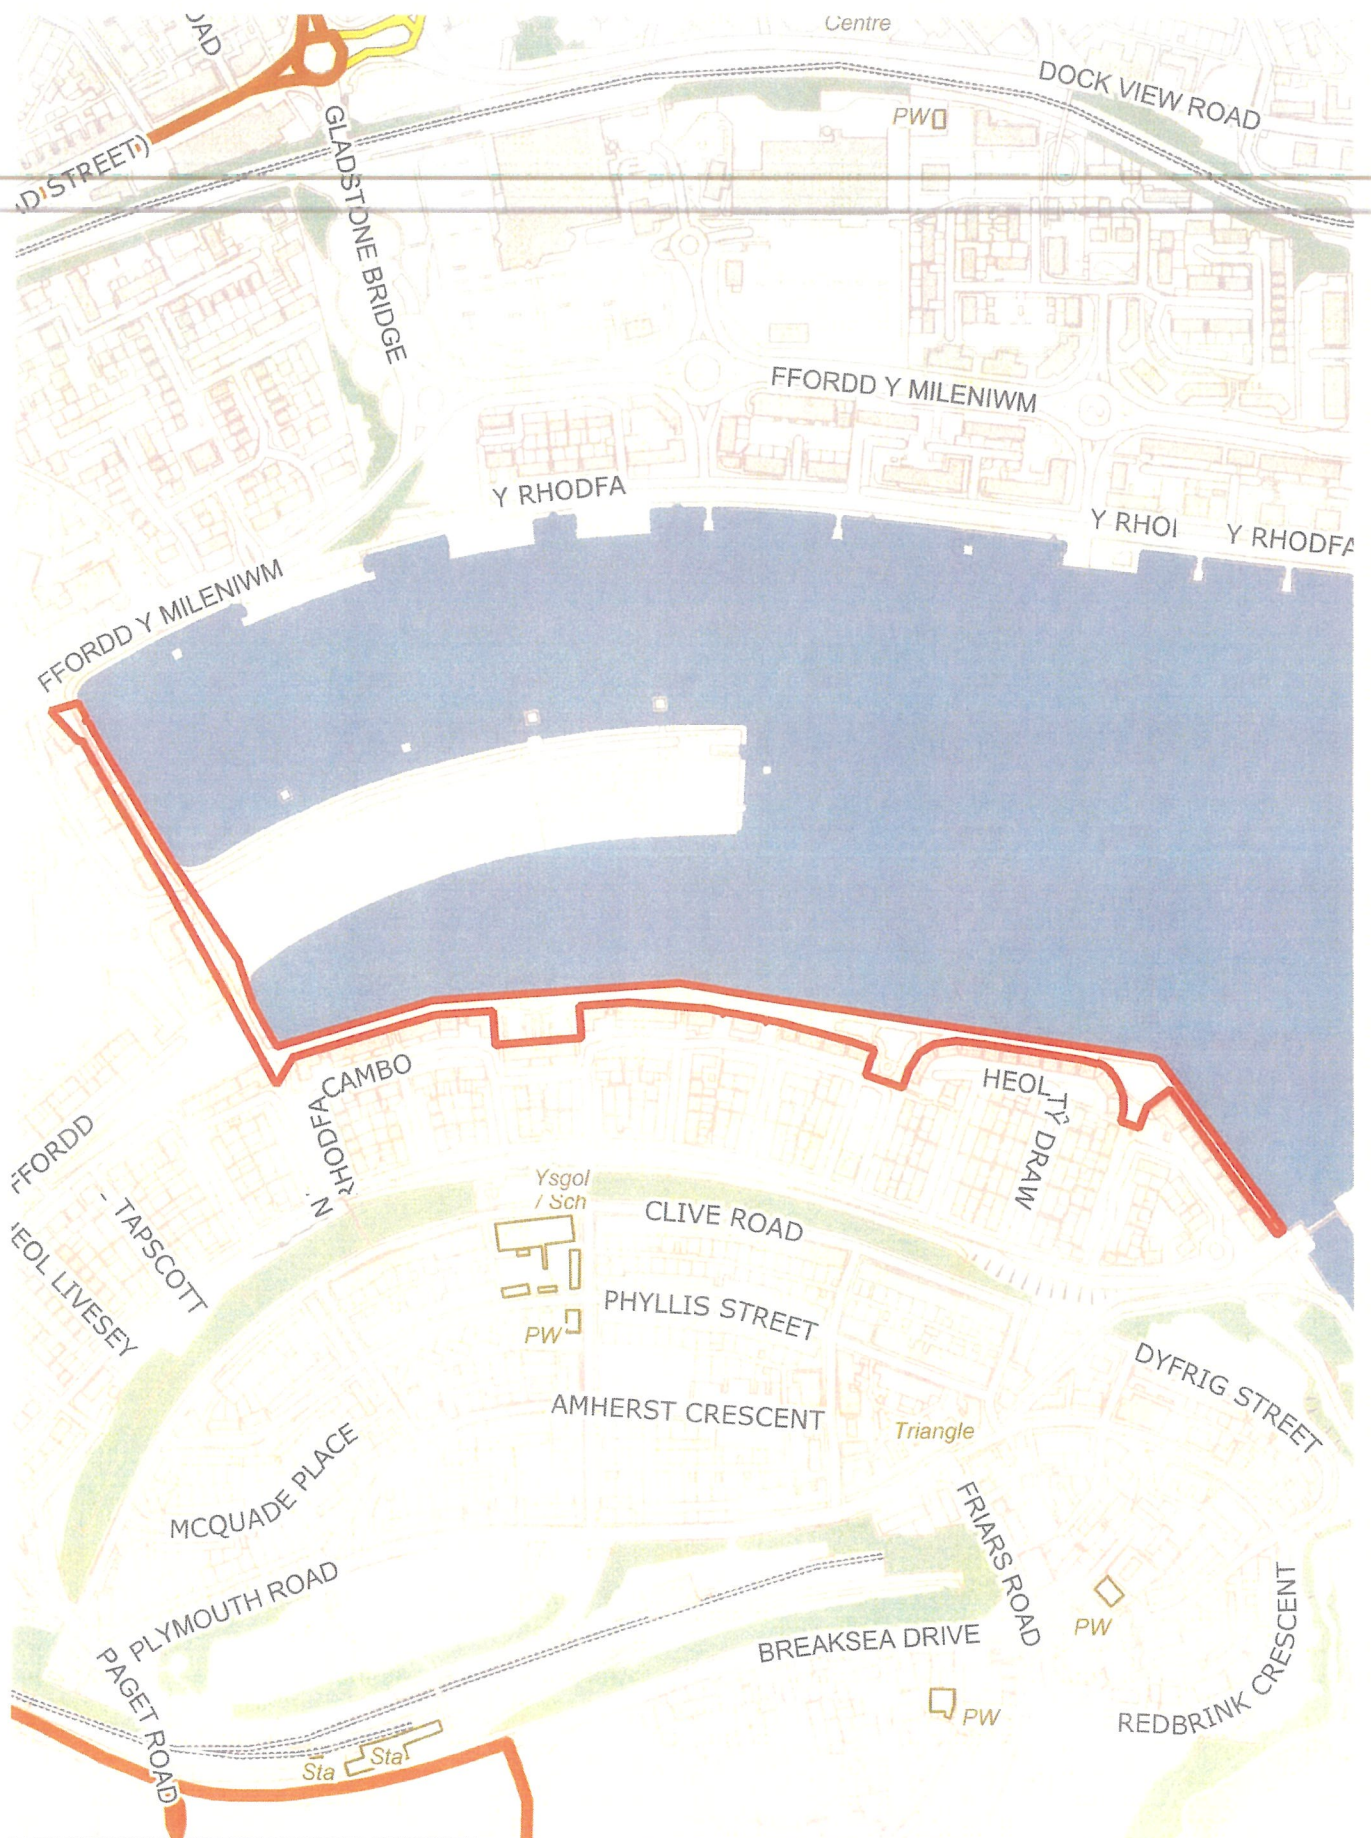 Centre
OAD
DOCK VIEW ROAD
PW
STREET)
GLADSTONE BRIDGE
FFORDD Y MILENIWM
Y RHODFA
Y RHOI
Y RHODFA
FFORDD Y MILENIWM
CAMBO
HEOL
TŶ DRAW
N'
RHODFA
FFORDD
Ysgol
/ Sch
CLIVE ROAD
TAPSCOTT
HEOL LIVESEY
PHYLLIS STREET
PW
DYFRIG STREET
AMHERST CRESCENT
Triangle
MCQUADE PLACE
FRIARS ROAD
PLYMOUTH ROAD
PW
BREAKSEA DRIVE
REDBRINK CRESCENT
P
PAGET ROAD
PW
Sta
Sta